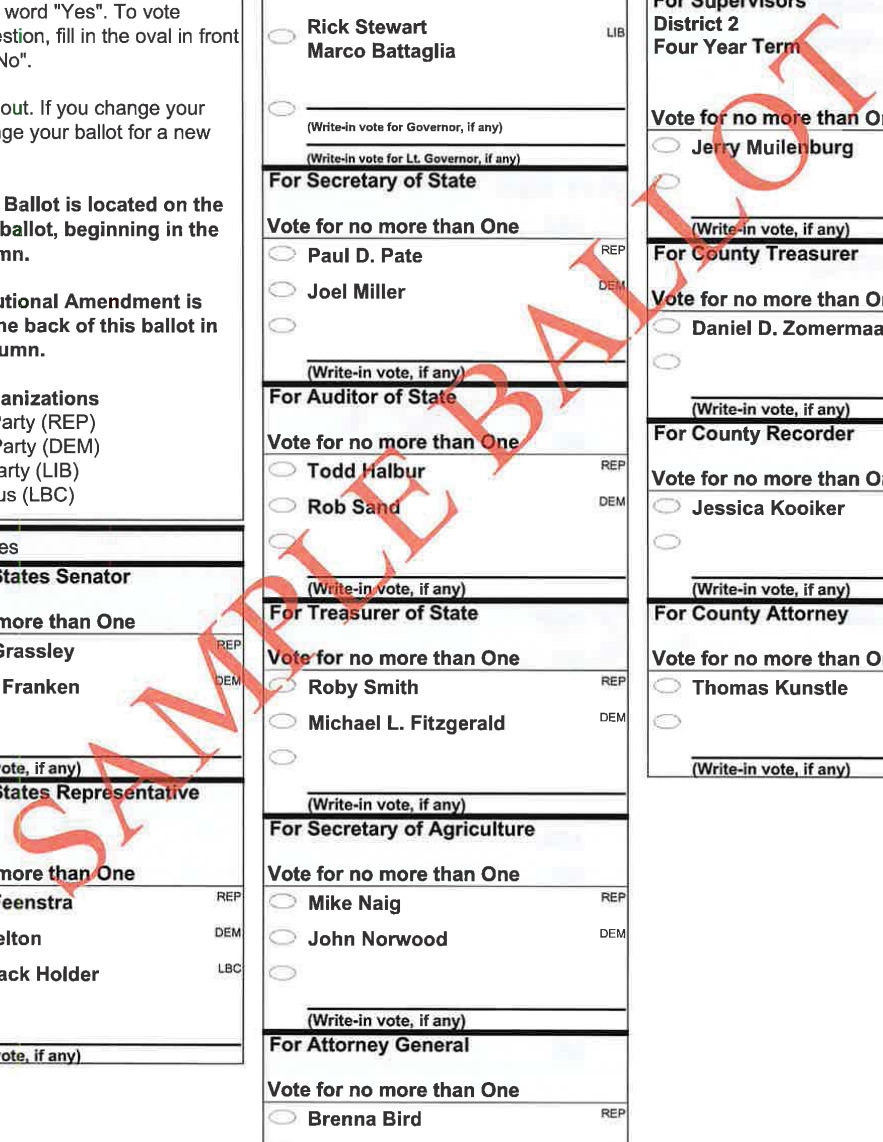 word "Yes". To vote
estion, fill in the oval in front
"No".
out. If you change your
nge your ballot for a new
Ballot is located on the
ballot, beginning in the
mn.
utional Amendment is
he back of this ballot in
umn.
anizations
Party (REP)
Party (DEM)
arty (LIB)
us (LBC)
es
States Senator
more than One
Grassley REP
Franken DEM
ote, if any)
States Representative
more than One
Feenstra REP
elton DEM
ack Holder LBC
ote, if any)
Rick Stewart LIB
Marco Battaglia
(Write-in vote for Governor, if any)
(Write-in vote for Lt. Governor, if any)
For Secretary of State
Vote for no more than One
Paul D. Pate REP
Joel Miller DEM
(Write-in vote, if any)
For Auditor of State
Vote for no more than One
Todd Halbur REP
Rob Sand DEM
(Write-in vote, if any)
For Treasurer of State
Vote for no more than One
Roby Smith REP
Michael L. Fitzgerald DEM
(Write-in vote, if any)
For Secretary of Agriculture
Vote for no more than One
Mike Naig REP
John Norwood DEM
(Write-in vote, if any)
For Attorney General
Vote for no more than One
Brenna Bird REP
For Supervisors
District 2
Four Year Term
Vote for no more than O
Jerry Muilenburg
(Write-in vote, if any)
For County Treasurer
Vote for no more than O
Daniel D. Zomermaa
(Write-in vote, if any)
For County Recorder
Vote for no more than O
Jessica Kooiker
(Write-in vote, if any)
For County Attorney
Vote for no more than O
Thomas Kunstle
(Write-in vote, if any)
SAMPLE BALLOT